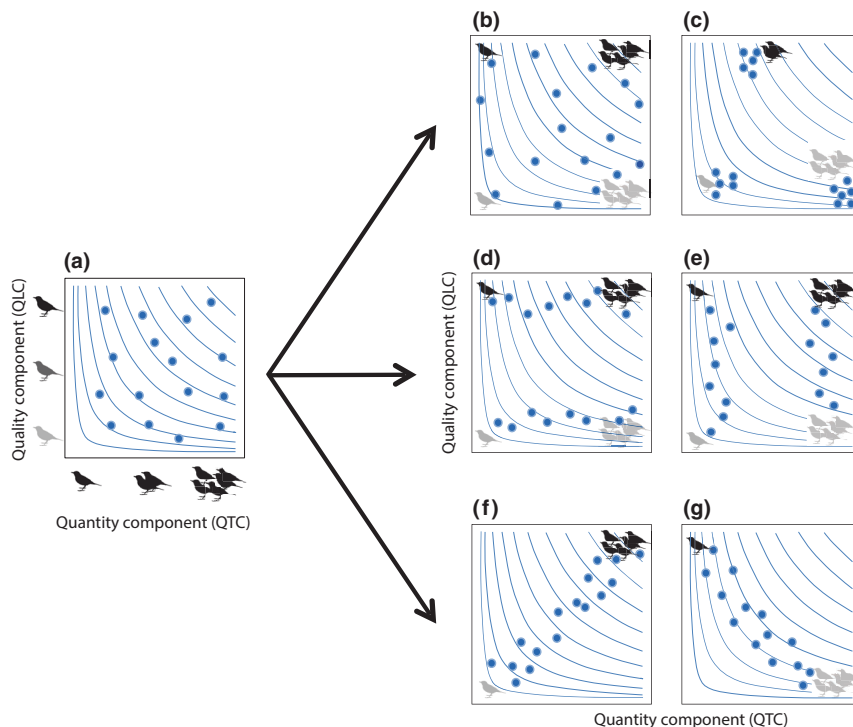 (a)
Quality component (QLC)
Quantity component (QTC)
(b)
(c)
(d)
(e)
Quality component (QLC)
(f)
(g)
Quantity component (QTC)